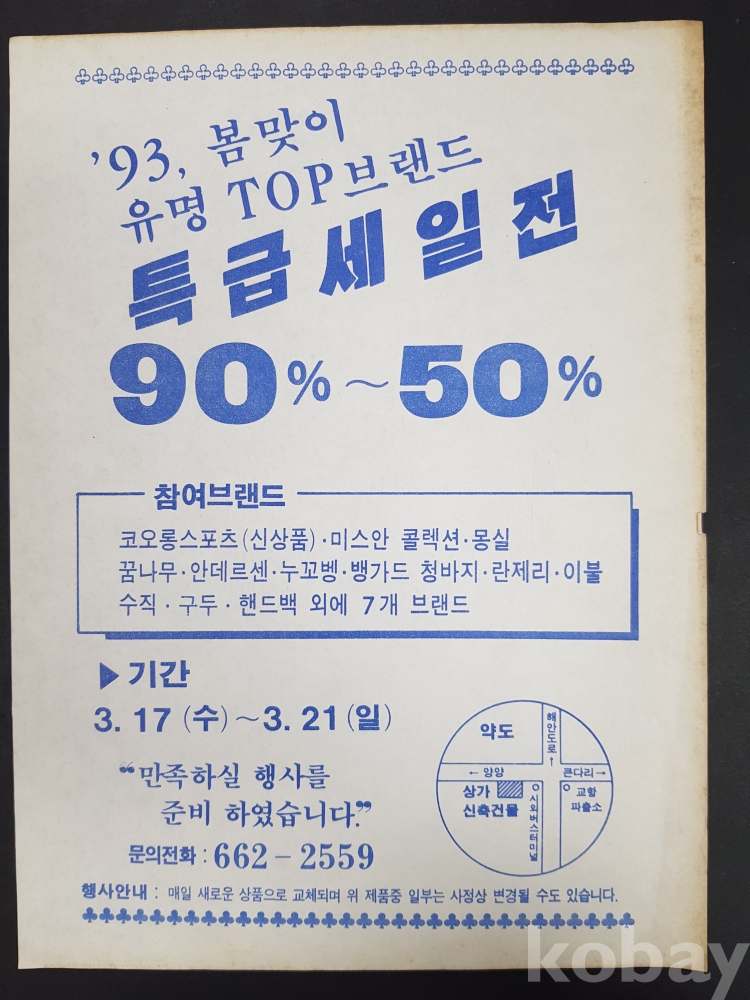 ’93, 봄맞이
유명 TOP브랜드
특급세일전
90%~50%
참여브랜드
코오롱스포츠(신상품)·미스안 콜렉션·몽실
꿈나무·안데르센·누꼬벵·뱅가드 청바지·란제리·이불
수직·구두·핸드백 외에 7개 브랜드
▶기간
3. 17 (수)~3. 21 (일)
“만족하실 행사를
준비 하였습니다.”
문의전화 : 662-2559
약도
해안도로↑
← 양양
큰다리→
상가
신축건물
시외버스터미널
교항
파출소
행사안내 : 매일 새로운 상품으로 교체되며 위 제품중 일부는 사정상 변경될 수도 있습니다.
kobay